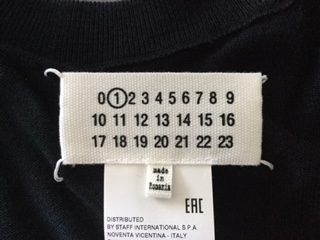 0 1 2 3 4 5 6 7 8 9
10 11 12 13 14 15 16
17 18 19 20 21 22 23
made
in
Romania
EAC
DISTRIBUTED
BY STAFF INTERNATIONAL S.P.A.
NOVENTA VICENTINA - ITALY